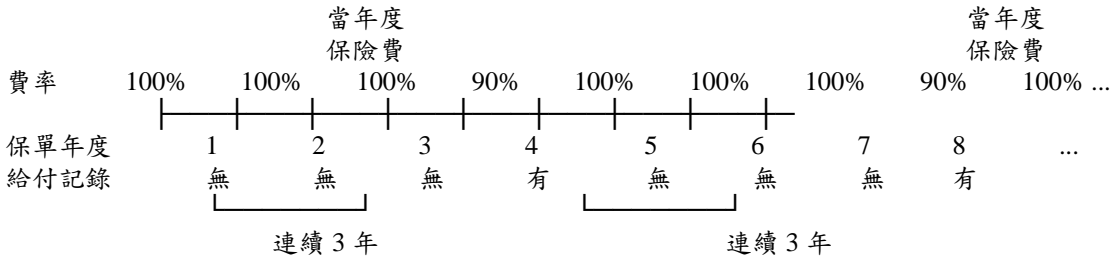 當年度 當年度
保險費 保險費
費率 100% 100% 100% 90% 100% 100% 100% 90% 100% ...
保單年度 1 2 3 4 5 6 7 8 ...
給付記錄 無 無 無 有 無 無 無 有
連續 3 年 連續 3 年